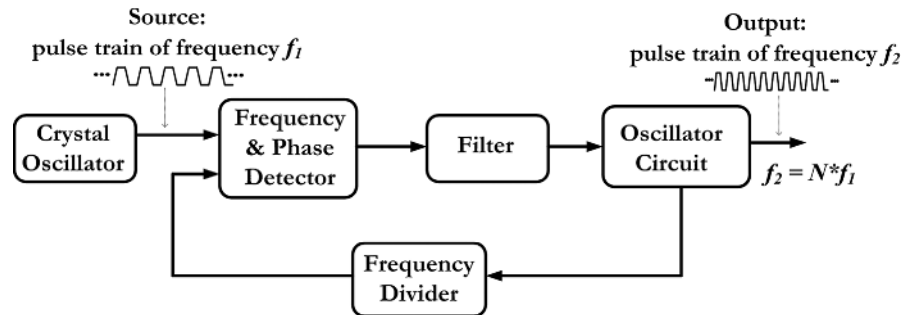 Source:
pulse train of frequency f1
Output:
pulse train of frequency f2
Crystal
Oscillator
Frequency
& Phase
Detector
Filter
Oscillator
Circuit
f2 = N*f1
Frequency
Divider